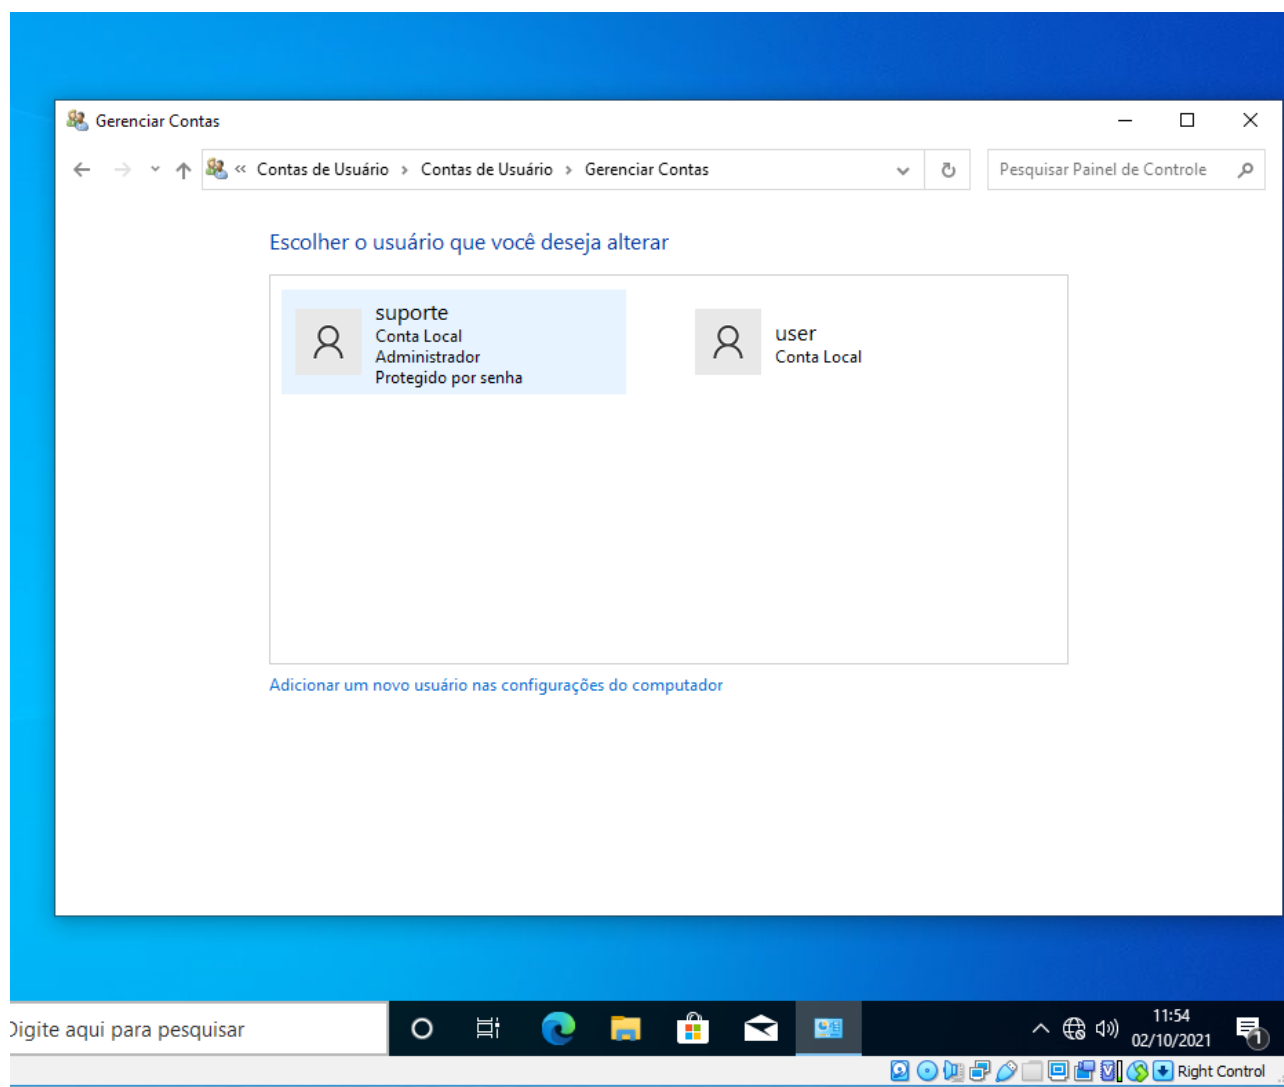 Gerenciar Contas
« Contas de Usuário > Contas de Usuário > Gerenciar Contas
Pesquisar Painel de Controle
Escolher o usuário que você deseja alterar
suporte
Conta Local
Administrador
Protegido por senha
user
Conta Local
Adicionar um novo usuário nas configurações do computador
Digite aqui para pesquisar
11:54
02/10/2021
1
Right Control